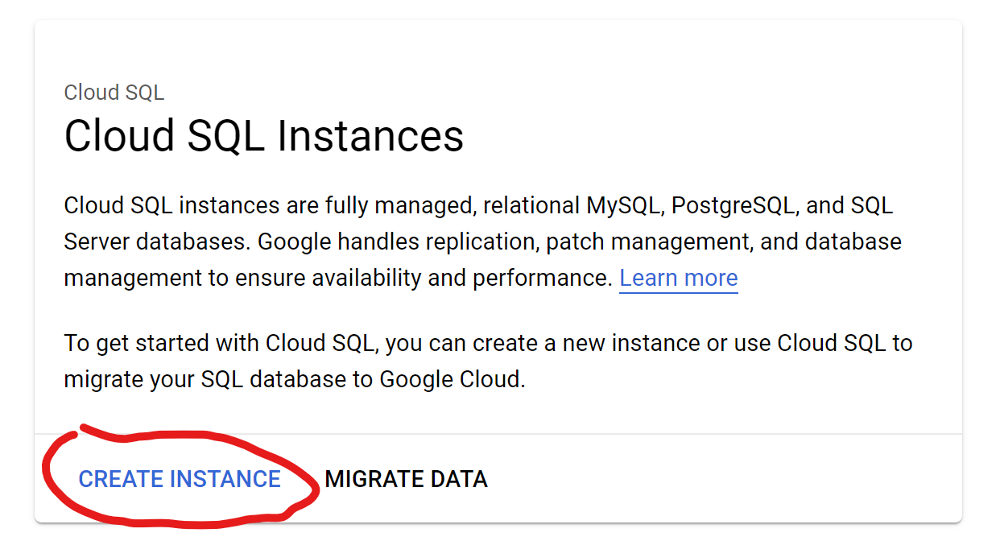 Cloud SQL
Cloud SQL Instances
Cloud SQL instances are fully managed, relational MySQL, PostgreSQL, and SQL
Server databases. Google handles replication, patch management, and database
management to ensure availability and performance. Learn more
To get started with Cloud SQL, you can create a new instance or use Cloud SQL to
migrate your SQL database to Google Cloud.
CREATE INSTANCE MIGRATE DATA